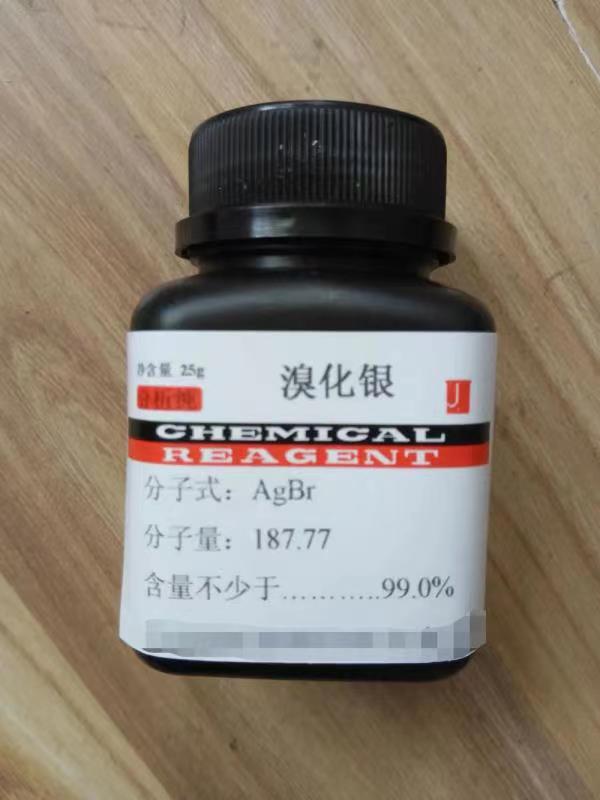 净含量 25g
溴化银
分析纯
CHEMICAL
REAGENT
分子式：AgBr
分子量：187.77
含量不少于...........99.0%